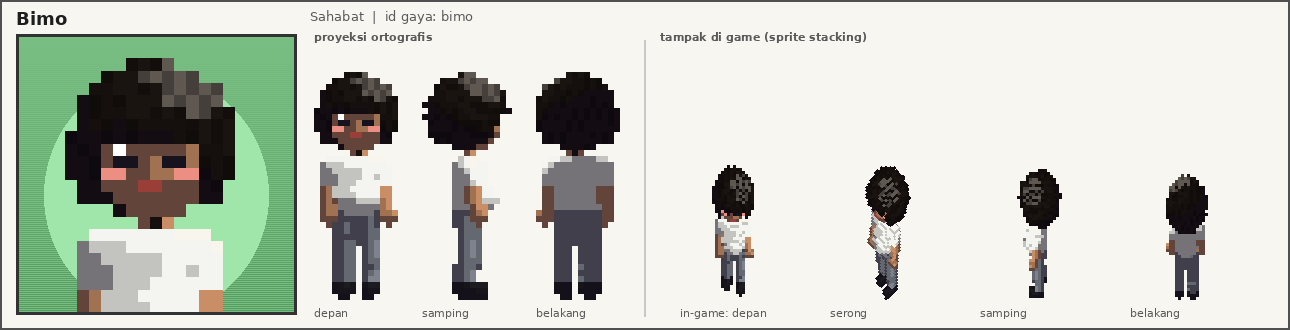 Bimo
Sahabat | id gaya: bimo
proyeksi ortografis
tampak di game (sprite stacking)
depan
samping
belakang
in-game: depan
serong
samping
belakang